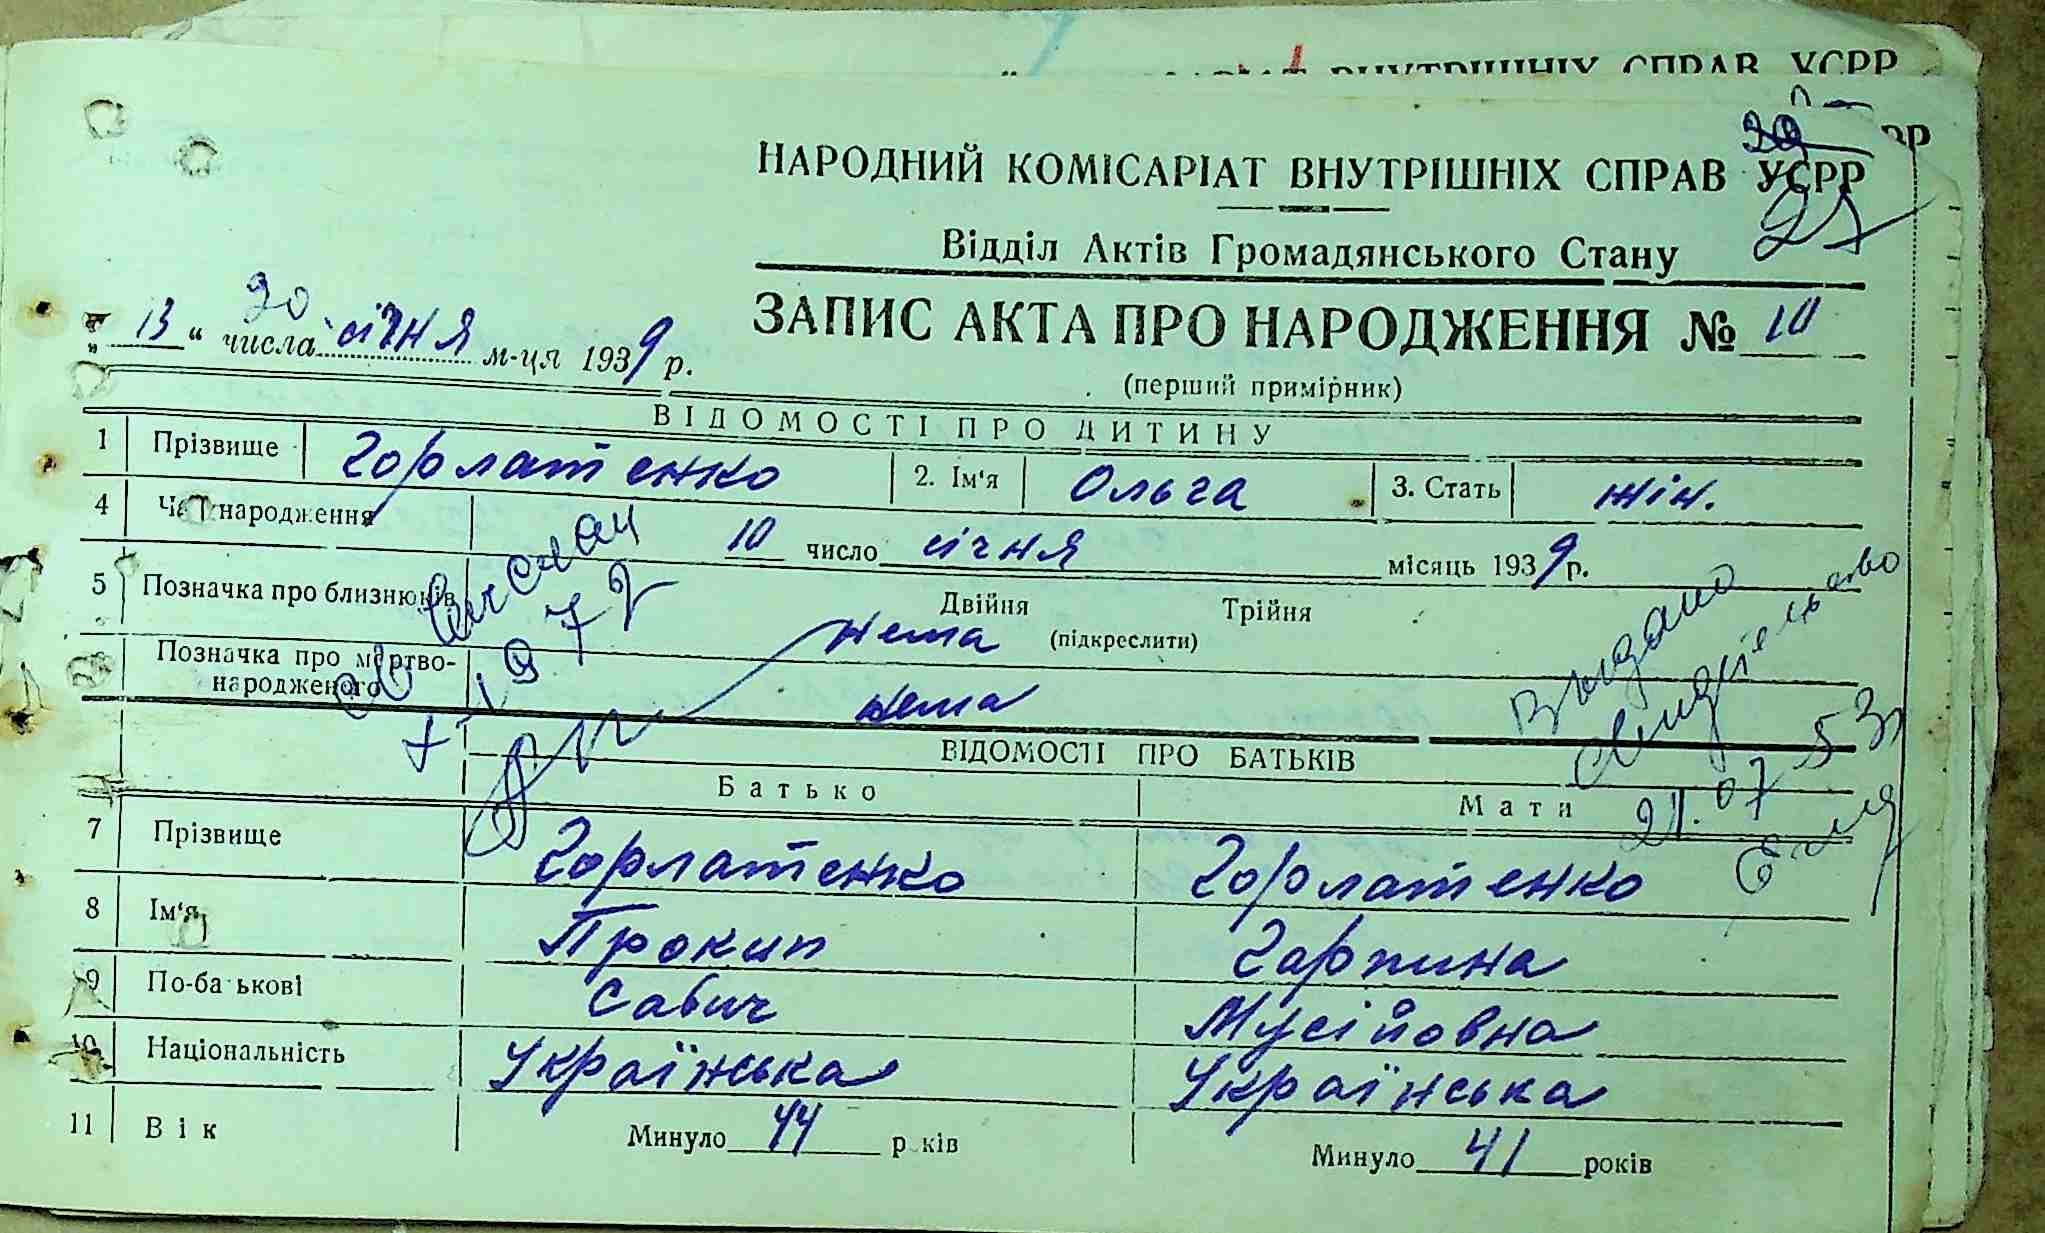 ВНУТРІШНІХ СПРАВ УСРР
НАРОДНИЙ КОМІСАРІАТ ВНУТРІШНІХ СПРАВ УСРР
Відділ Актів Громадянського Стану
ЗАПИС АКТА ПРО НАРОДЖЕННЯ № 10
„ 13 “ числа січня м-ця 1939 р.
(перший примірник)
ВІДОМОСТІ ПРО ДИТИНУ
1 Прізвище Горлатенко 2. Ім'я Ольга 3. Стать жін.
4 Час народження 10 число січня місяць 1939 р.
5 Позначка про близнюків Двійня Трійня
нема (підкреслити)
Позначка про мертво-
народженого нема
1972
Видано
21.07 53
ВІДОМОСТІ ПРО БАТЬКІВ
Батько Мати
7 Прізвище Горлатенко Горлатенко
8 Ім'я Прокип Гарпина
9 По-батькові Савич Мусійовна
10 Національність Українська Українська
11 Вік Минуло 44 років Минуло 41 років